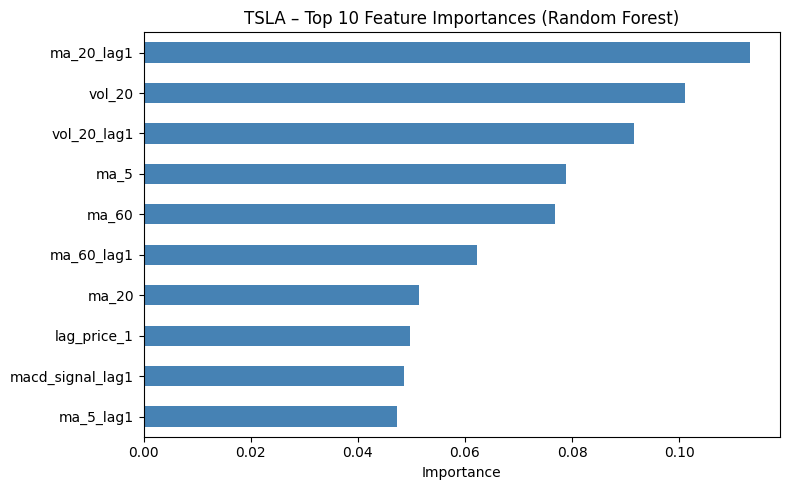 TSLA – Top 10 Feature Importances (Random Forest)
ma_20_lag1
vol_20
vol_20_lag1
ma_5
ma_60
ma_60_lag1
ma_20
lag_price_1
macd_signal_lag1
ma_5_lag1
0.00 0.02 0.04 0.06 0.08 0.10
Importance